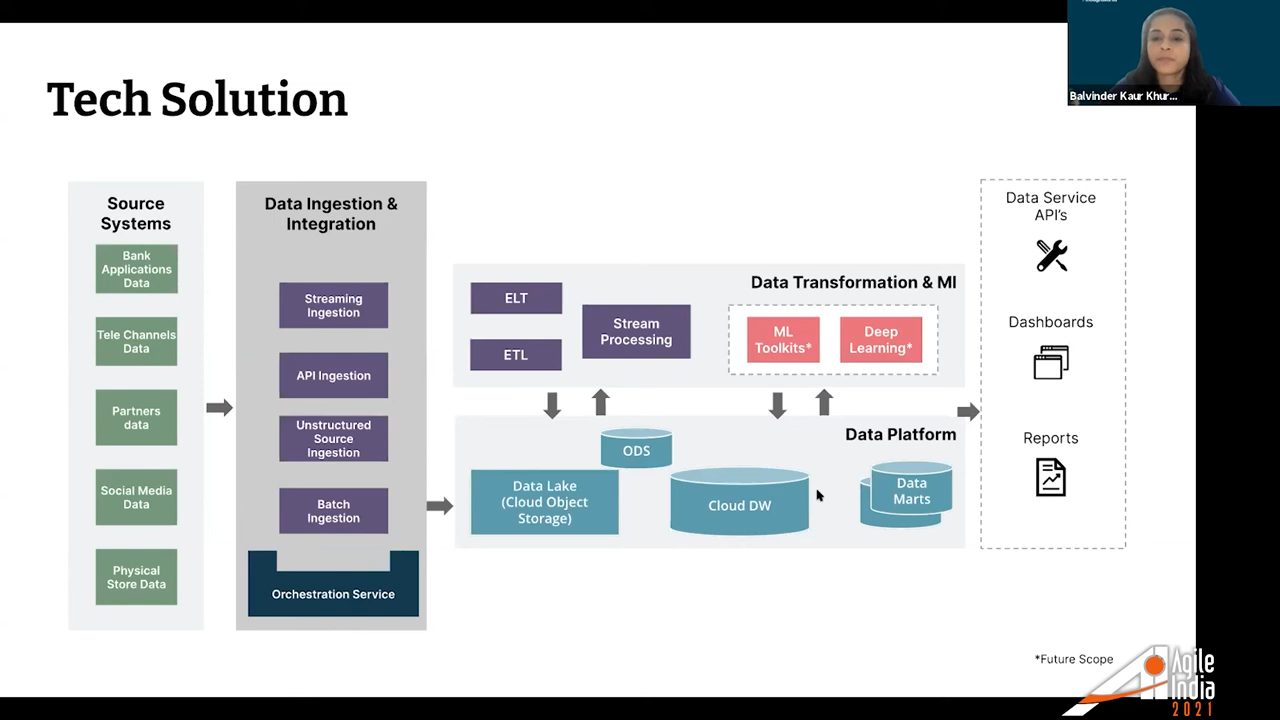 Tech Solution
Balvinder Kaur Khur...
Source
Systems
Bank
Applications
Data
Tele Channels
Data
Partners
data
Social Media
Data
Physical
Store Data
Data Ingestion &
Integration
Streaming
Ingestion
API Ingestion
Unstructured
Source
Ingestion
Batch
Ingestion
Orchestration Service
Data Transformation & MI
ELT
ETL
Stream
Processing
ML
Toolkits*
Deep
Learning*
Data Platform
ODS
Data Lake
(Cloud Object
Storage)
Cloud DW
Data
Marts
Data Service
API's
Dashboards
Reports
*Future Scope
Agile
India
2021